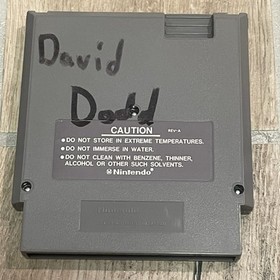 David
Dodd
CAUTION
REV-A
● DO NOT STORE IN EXTREME TEMPERATURES.
● DO NOT IMMERSE IN WATER.
● DO NOT CLEAN WITH BENZENE, THINNER,
ALCOHOL OR OTHER SUCH SOLVENTS.
Nintendo